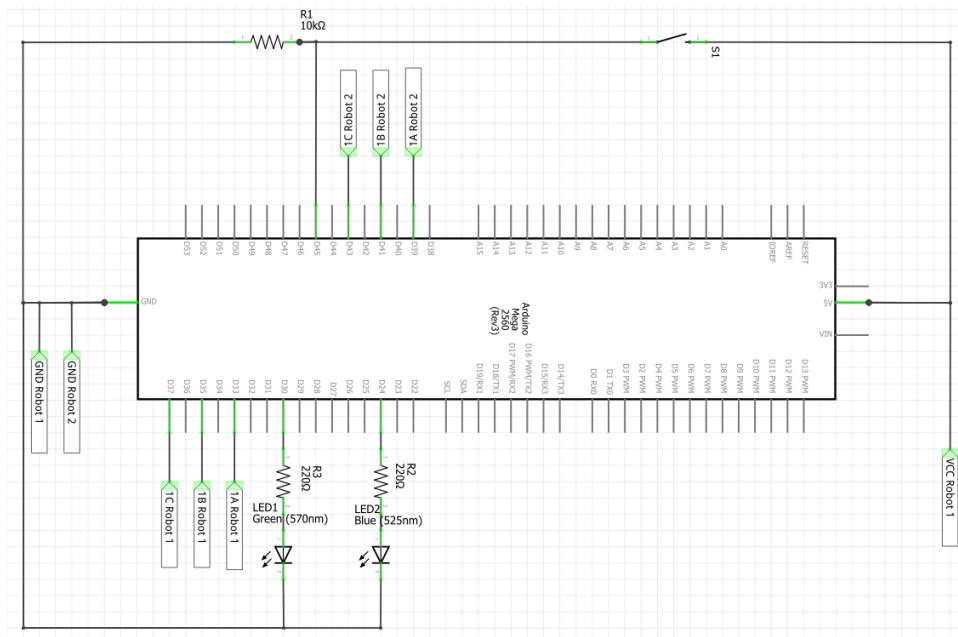 R1
10kΩ
S1
1C Robot 2
1B Robot 2
1A Robot 2
D53
D52
D51
D50
D49
D48
D47
D46
D45
D44
D43
D42
D41
D40
D39
D38
A15
A14
A13
A12
A11
A10
A9
A8
A7
A6
A5
A4
A3
A2
A1
A0
IOREF
AREF
RESET
3V3
GND
5V
VIN
Arduino
Mega
2560
(Rev3)
GND Robot 1
GND Robot 2
D37
D36
D35
D34
D33
D32
D31
D30
D29
D28
D27
D26
D25
D24
D23
D22
SCL
SDA
D19/RX1
D18/TX1
D17 PWM/RX2
D16 PWM/TX2
D15/RX3
D14/TX3
D0 RX0
D1 TX0
D2 PWM
D3 PWM
D4 PWM
D5 PWM
D6 PWM
D7 PWM
D8 PWM
D9 PWM
D10 PWM
D11 PWM
D12 PWM
D13 PWM
1C Robot 1
1B Robot 1
1A Robot 1
R3
220Ω
R2
220Ω
LED1
Green (570nm)
LED2
Blue (525nm)
VCC Robot 1